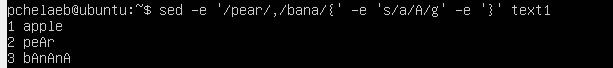 pchelaeb@ubuntu:~$ sed -e '/pear/,/bana/{' -e 's/a/A/g' -e '}' text1
1 apple
2 peAr
3 bAnAnA